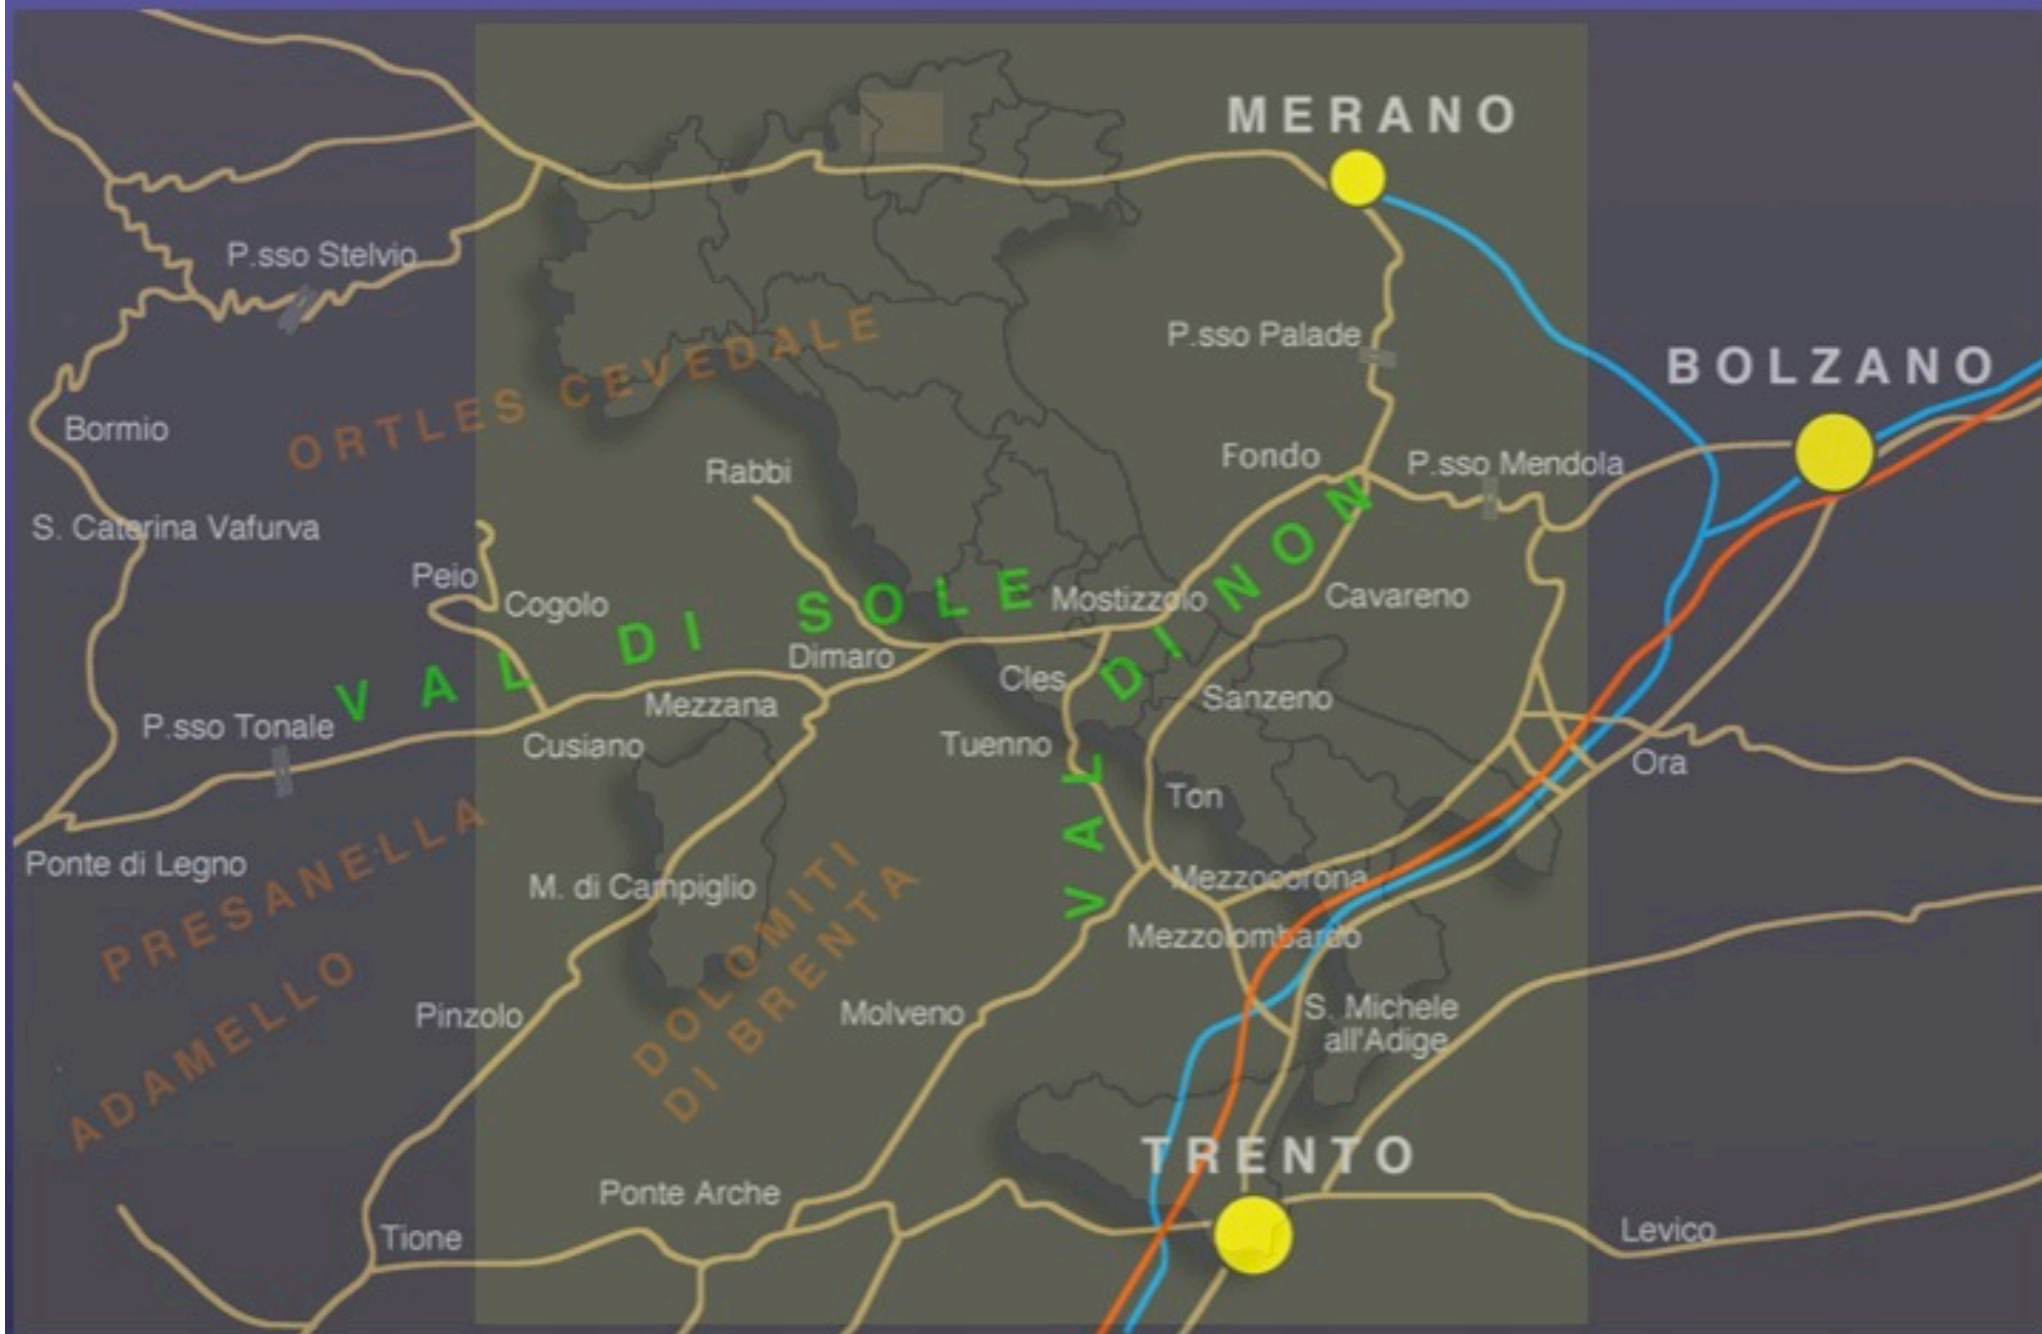 MERANO
P.sso Stelvio
P.sso Palade
BOLZANO
ORTLES CEVEDALE
Bormio
Rabbi
Fondo
P.sso Mendola
S. Caterina Vafurva
Peio
Cogolo
VAL DI SOLE
Mostizzolo
Cavareno
VAL DI NON
Dimaro
Cles
Sanzeno
Mezzana
P.sso Tonale
Cusiano
Tuenno
Ora
Ton
Ponte di Legno
PRESANELLA
M. di Campiglio
Mezzocorona
Mezzolombardo
DOLOMITI
DI BRENTA
ADAMELLO
Pinzolo
Molveno
S. Michele
all'Adige
TRENTO
Ponte Arche
Tione
Levico